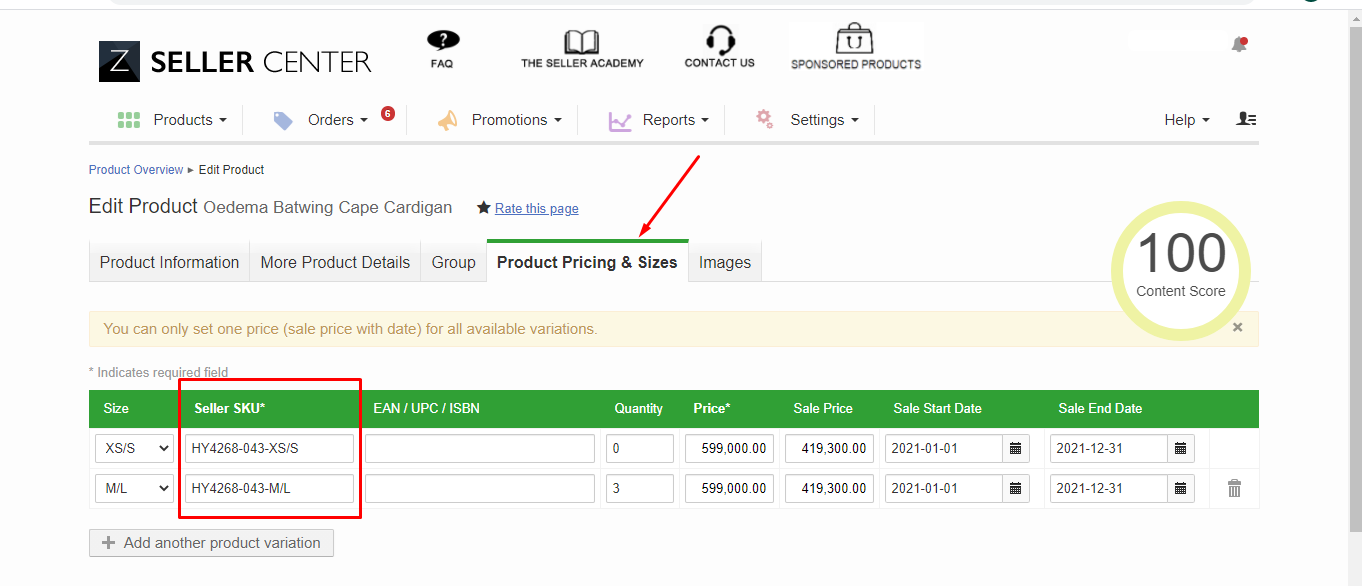 ?
FAQ
THE SELLER ACADEMY
CONTACT US
SPONSORED PRODUCTS
Z SELLER CENTER
Products
Orders 6
Promotions
Reports
Settings
Help
Product Overview ▸ Edit Product
Edit Product Oedema Batwing Cape Cardigan ★ Rate this page
100
Content Score
Product Information
More Product Details
Group
Product Pricing & Sizes
Images
You can only set one price (sale price with date) for all available variations. ×
* Indicates required field
Size Seller SKU* EAN / UPC / ISBN Quantity Price* Sale Price Sale Start Date Sale End Date
XS/S HY4268-043-XS/S 0 599,000.00 419,300.00 2021-01-01 2021-12-31
M/L HY4268-043-M/L 3 599,000.00 419,300.00 2021-01-01 2021-12-31
+ Add another product variation